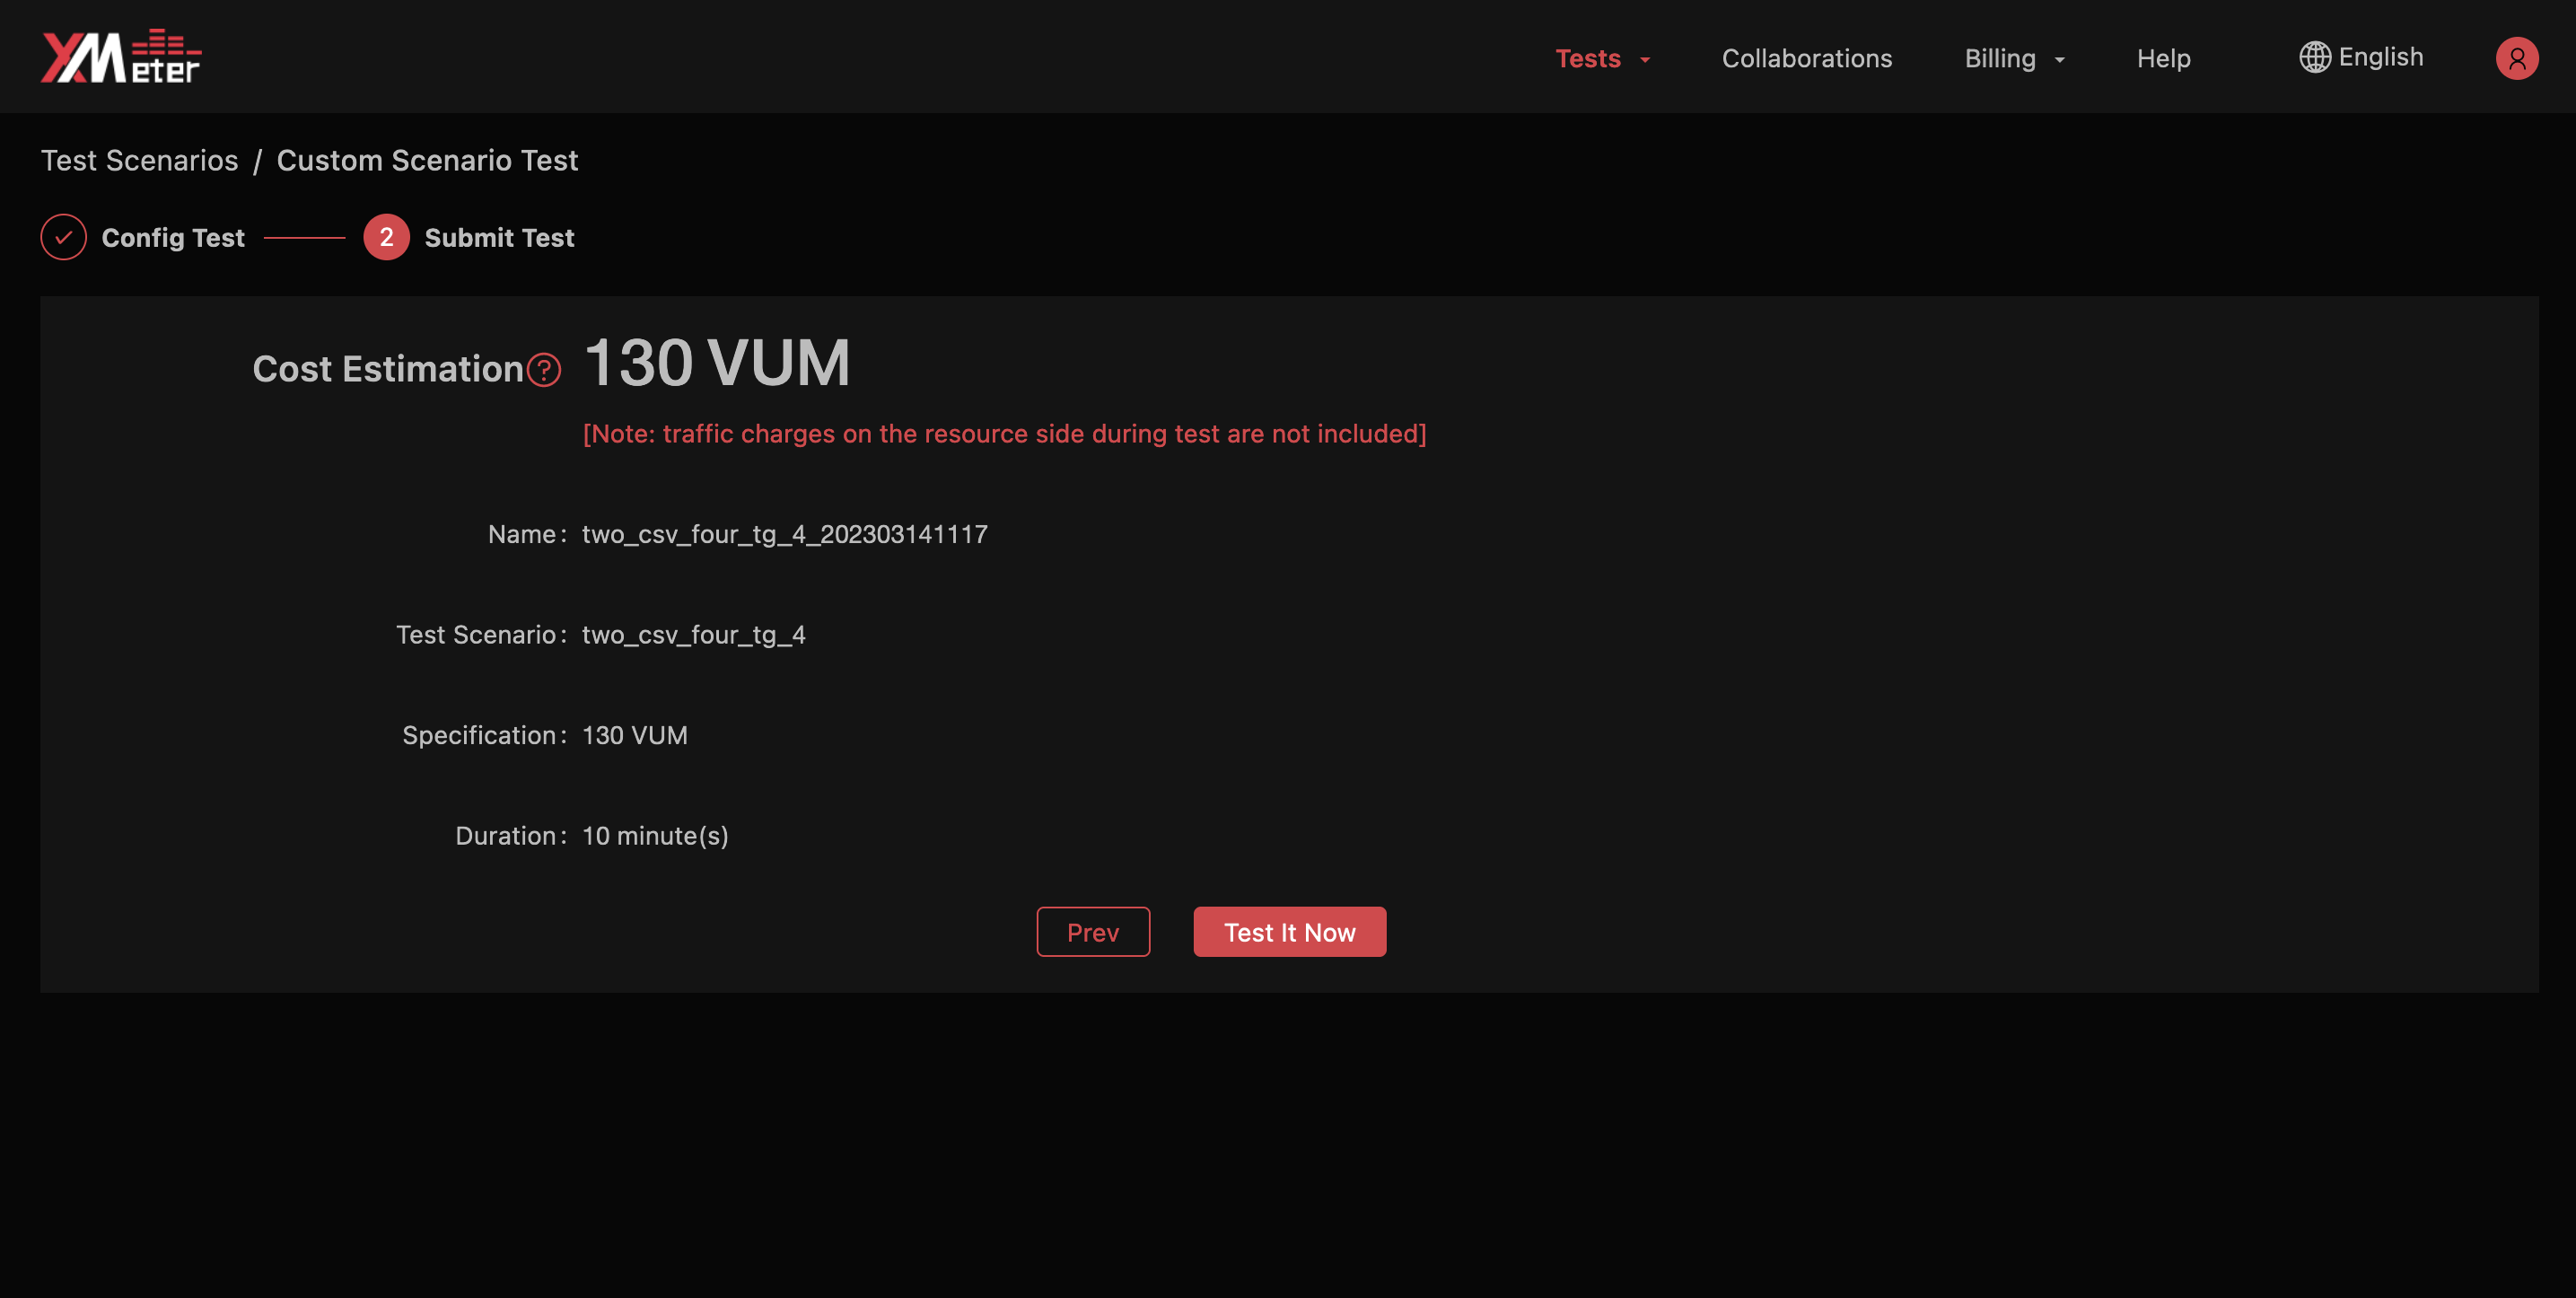 XMeter
Tests Collaborations Billing Help English
Test Scenarios / Custom Scenario Test
Config Test 2 Submit Test
Cost Estimation ? 130 VUM
[Note: traffic charges on the resource side during test are not included]
Name: two_csv_four_tg_4_202303141117
Test Scenario: two_csv_four_tg_4
Specification: 130 VUM
Duration: 10 minute(s)
Prev Test It Now